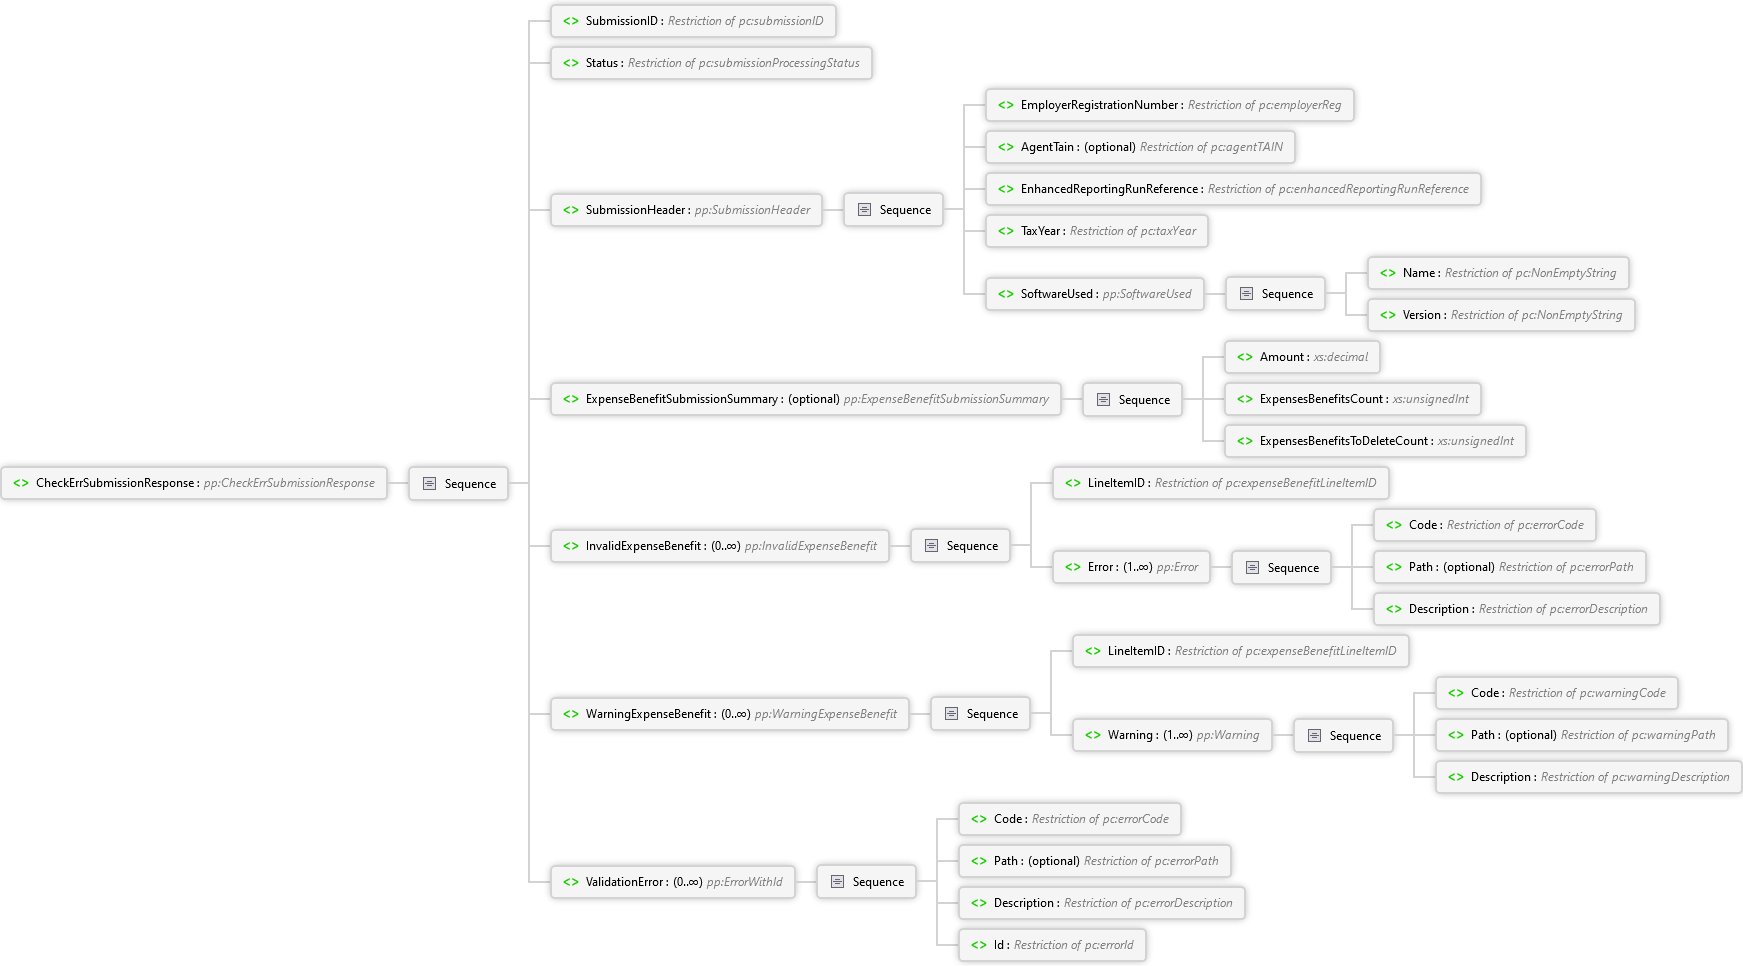 <> SubmissionID : Restriction of pc:submissionID
<> Status : Restriction of pc:submissionProcessingStatus
<> EmployerRegistrationNumber : Restriction of pc:employerReg
<> AgentTain : (optional) Restriction of pc:agentTAIN
<> EnhancedReportingRunReference : Restriction of pc:enhancedReportingRunReference
<> SubmissionHeader : pp:SubmissionHeader
Sequence
<> TaxYear : Restriction of pc:taxYear
<> Name : Restriction of pc:NonEmptyString
<> SoftwareUsed : pp:SoftwareUsed
Sequence
<> Version : Restriction of pc:NonEmptyString
<> Amount : xs:decimal
<> ExpenseBenefitSubmissionSummary : (optional) pp:ExpenseBenefitSubmissionSummary
Sequence
<> ExpensesBenefitsCount : xs:unsignedInt
<> ExpensesBenefitsToDeleteCount : xs:unsignedInt
<> CheckErrSubmissionResponse : pp:CheckErrSubmissionResponse
Sequence
<> LineItemID : Restriction of pc:expenseBenefitLineItemID
<> Code : Restriction of pc:errorCode
<> InvalidExpenseBenefit : (0..∞) pp:InvalidExpenseBenefit
Sequence
<> Error : (1..∞) pp:Error
Sequence
<> Path : (optional) Restriction of pc:errorPath
<> Description : Restriction of pc:errorDescription
<> LineItemID : Restriction of pc:expenseBenefitLineItemID
<> Code : Restriction of pc:warningCode
<> WarningExpenseBenefit : (0..∞) pp:WarningExpenseBenefit
Sequence
<> Warning : (1..∞) pp:Warning
Sequence
<> Path : (optional) Restriction of pc:warningPath
<> Description : Restriction of pc:warningDescription
<> Code : Restriction of pc:errorCode
<> Path : (optional) Restriction of pc:errorPath
<> ValidationError : (0..∞) pp:ErrorWithId
Sequence
<> Description : Restriction of pc:errorDescription
<> Id : Restriction of pc:errorId